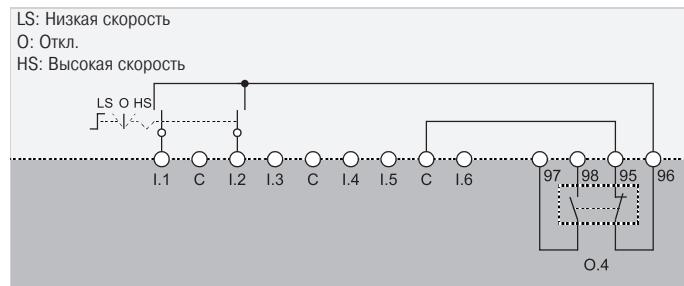 LS: Низкая скорость
O: Откл.
HS: Высокая скорость
LS O HS
I.1 C I.2 I.3 C I.4 I.5 C I.6 97 98 95 96
O.4